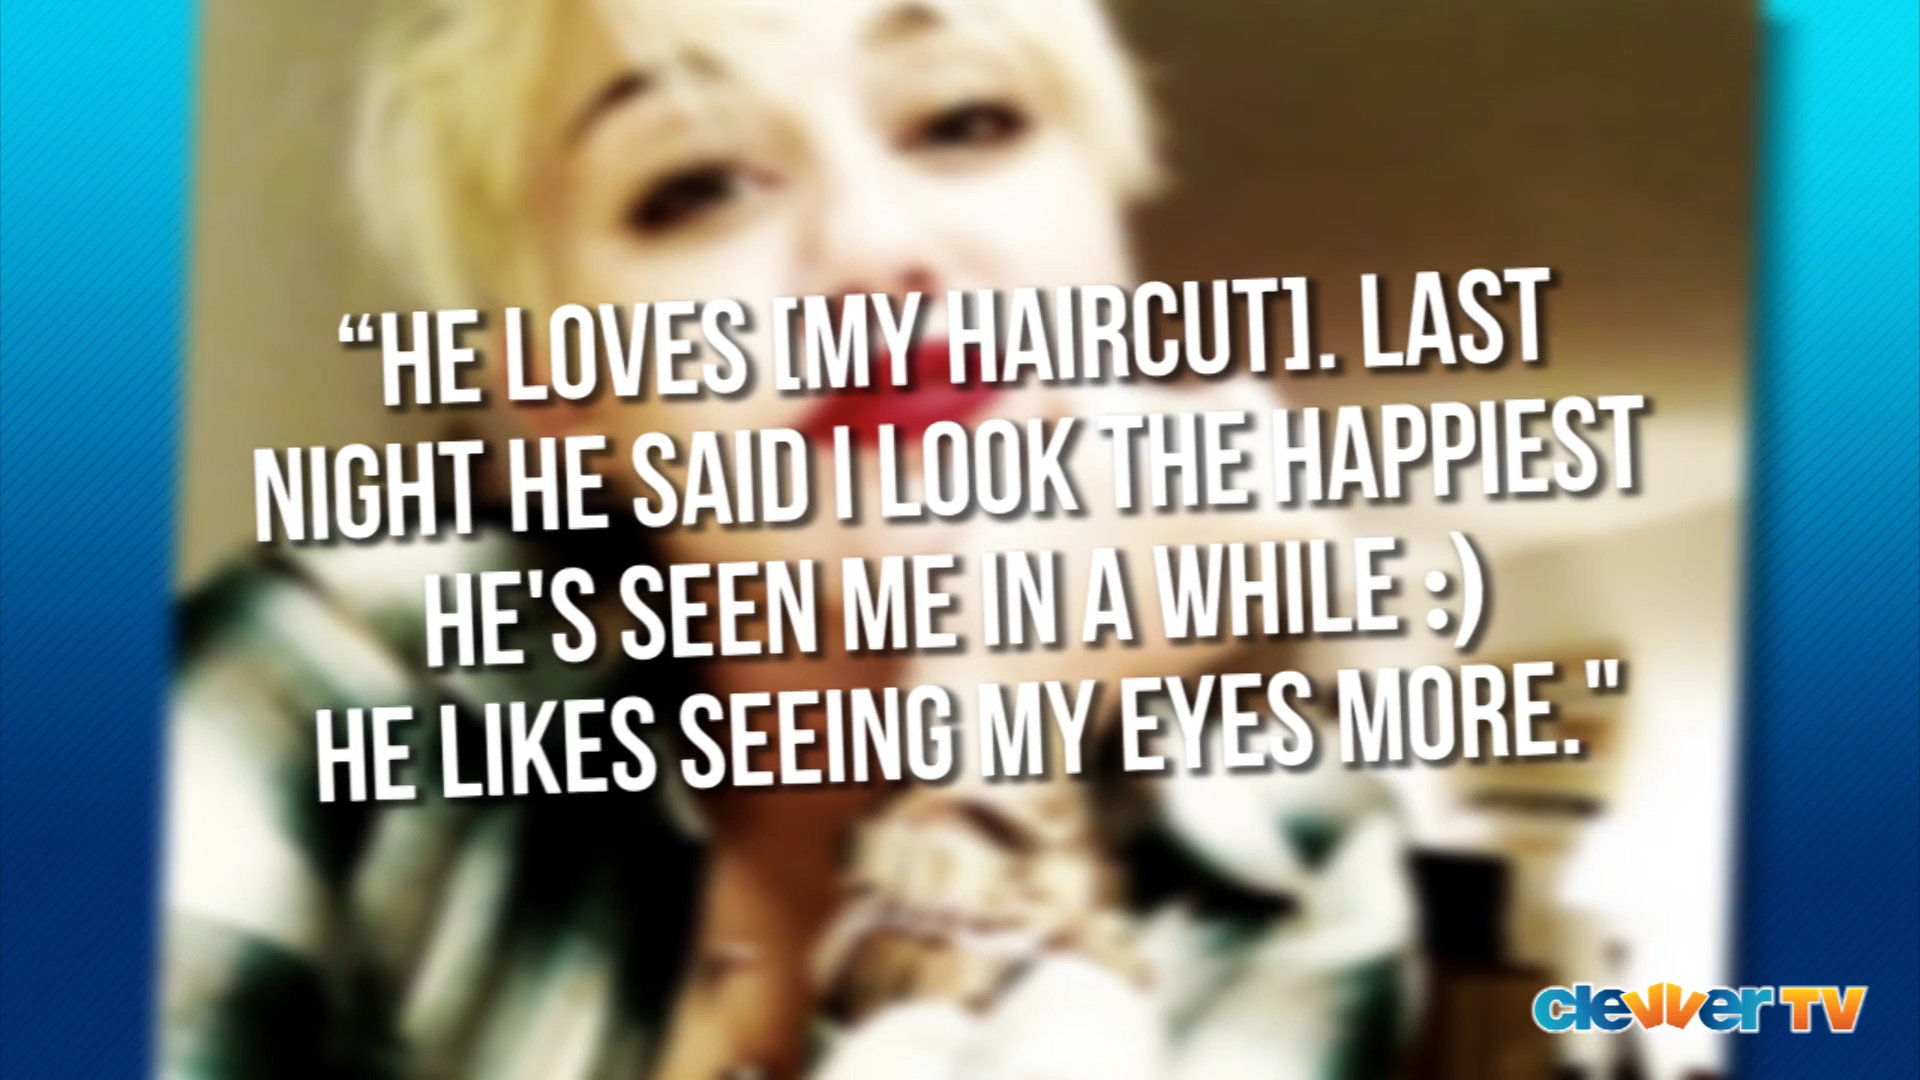 “HE LOVES [MY HAIRCUT]. LAST
NIGHT HE SAID I LOOK THE HAPPIEST
HE'S SEEN ME IN A WHILE :)
HE LIKES SEEING MY EYES MORE."
clevver TV